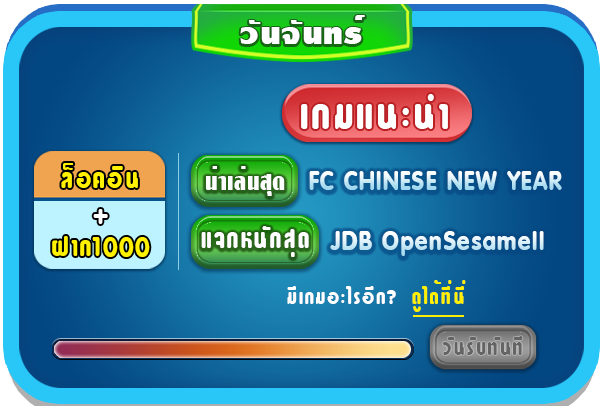 วันจันทร์
เกมแนะนำ
ล็อคอิน
+
ฝาก1000
น่าเล่นสุด FC CHINESE NEW YEAR
แจกหนักสุด JDB OpenSesameII
มีเกมอะไรอีก? ดูได้ที่นี่
วันรับทันที